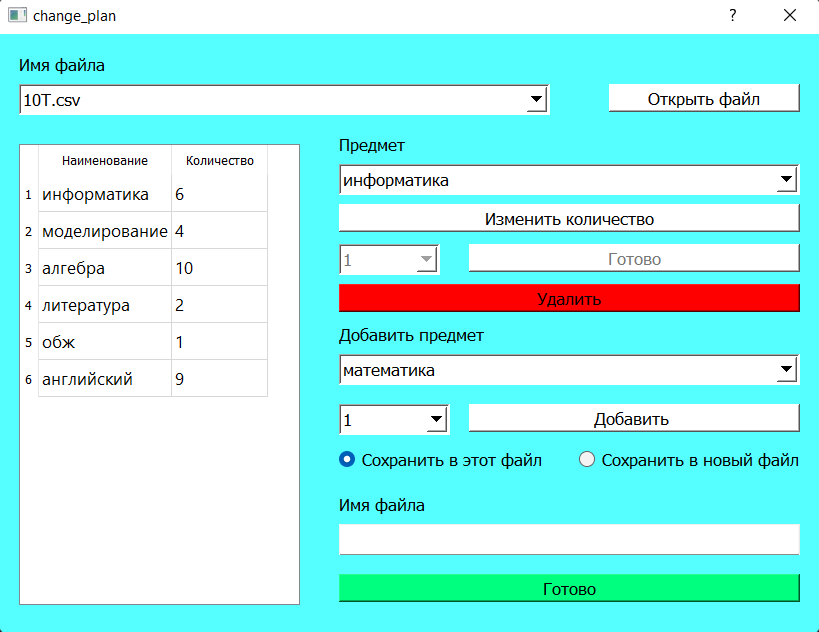 change_plan
Имя файла
10T.csv
Открыть файл
Наименование Количество
1 информатика 6
2 моделирование 4
3 алгебра 10
4 литература 2
5 обж 1
6 английский 9
Предмет
информатика
Изменить количество
1
Готово
Удалить
Добавить предмет
математика
1
Добавить
Сохранить в этот файл
Сохранить в новый файл
Имя файла
Готово